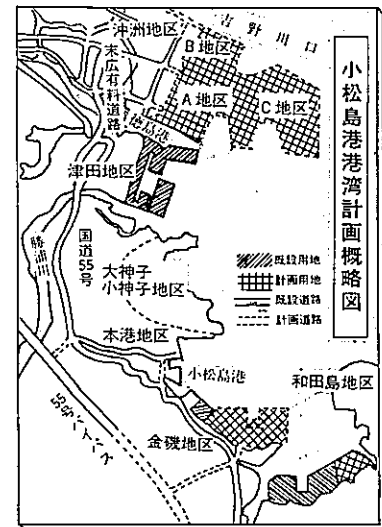 小松島港港湾計画概略図
吉野川口
沖洲地区
B地区
末広有料道路
A地区
C地区
徳島港
津田地区
勝浦川
国道55号
大神子
小神子地区
既設用地
計画用地
既設道路
計画道路
本港地区
小松島港
和田島地区
55号バイパス
金磯地区